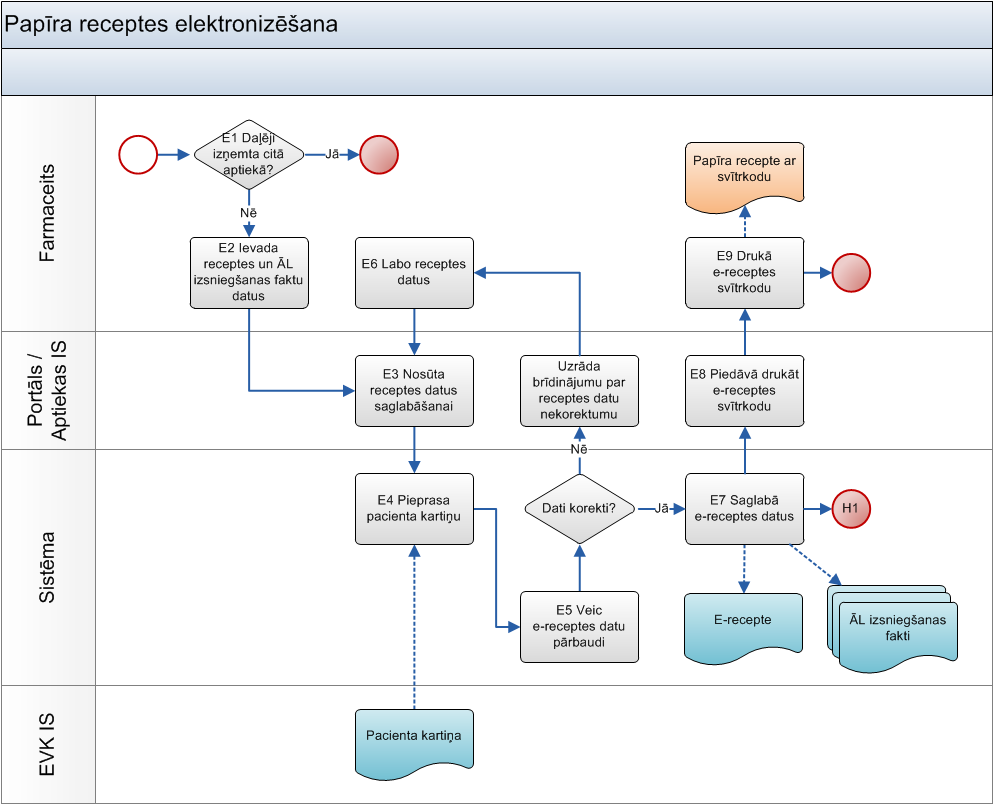 Papīra receptes elektronizēšana
Farmaceits
E1 Daļēji
izņemta citā
aptiekā?
Jā
Nē
Papīra recepte ar
svītrkodu
E2 Ievada
receptes un ĀL
izsniegšanas faktu
datus
E6 Labo receptes
datus
E9 Drukā
e-receptes
svītrkodu
Portāls /
Aptiekas IS
E3 Nosūta
receptes datus
saglabāšanai
Uzrāda
brīdinājumu par
receptes datu
nekorektumu
E8 Piedāvā drukāt
e-receptes
svītrkodu
Sistēma
Nē
E4 Pieprasa
pacienta kartiņu
Dati korekti?
Jā
E7 Saglabā
e-receptes datus
H1
E5 Veic
e-receptes datu
pārbaudi
E-recepte
ĀL izsniegšanas
fakti
EVK IS
Pacienta kartiņa